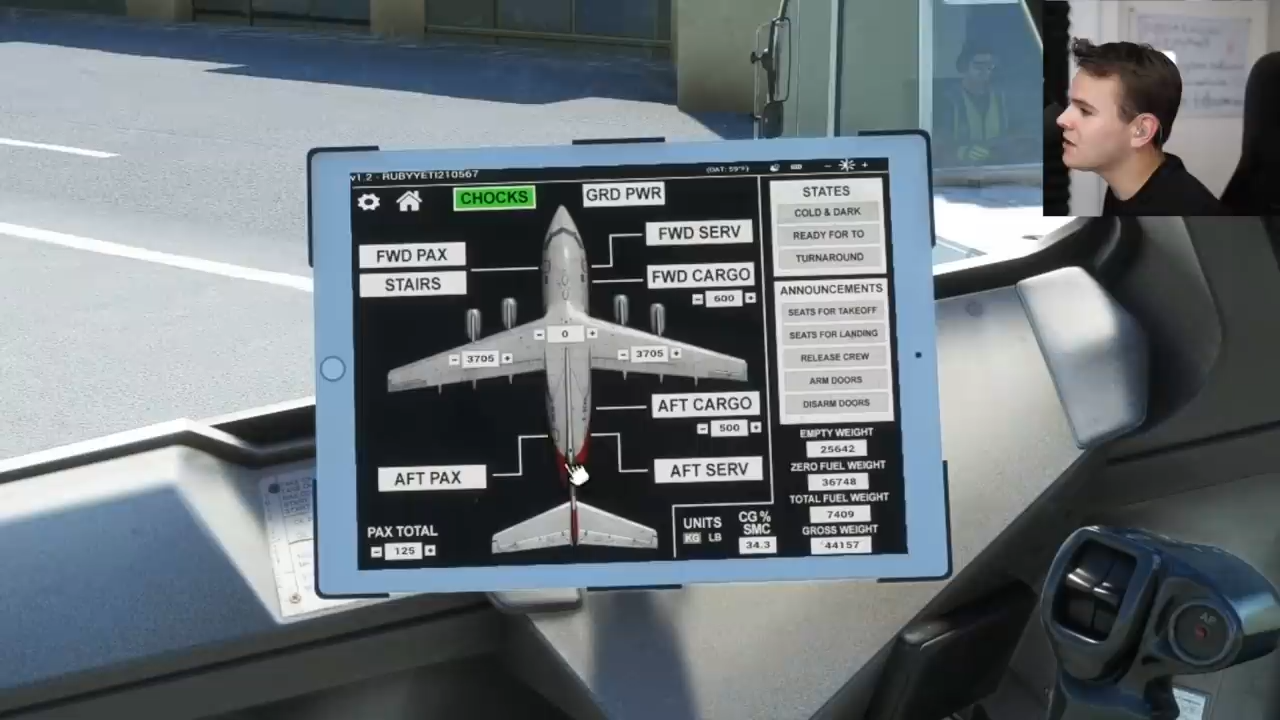 v1.2 - RUBYYETI210567
(OAT: 59°F)
- +
CHOCKS
GRD PWR
FWD PAX
STAIRS
FWD SERV
FWD CARGO
- 600 +
- 0 +
- 3705 +
- 3705 +
AFT CARGO
- 500 +
AFT PAX
AFT SERV
PAX TOTAL
- 125 +
UNITS
KG LB
CG %
SMC
34.3
STATES
COLD & DARK
READY FOR TO
TURNAROUND
ANNOUNCEMENTS
SEATS FOR TAKEOFF
SEATS FOR LANDING
RELEASE CREW
ARM DOORS
DISARM DOORS
EMPTY WEIGHT
25642
ZERO FUEL WEIGHT
36748
TOTAL FUEL WEIGHT
7409
GROSS WEIGHT
44157
AP